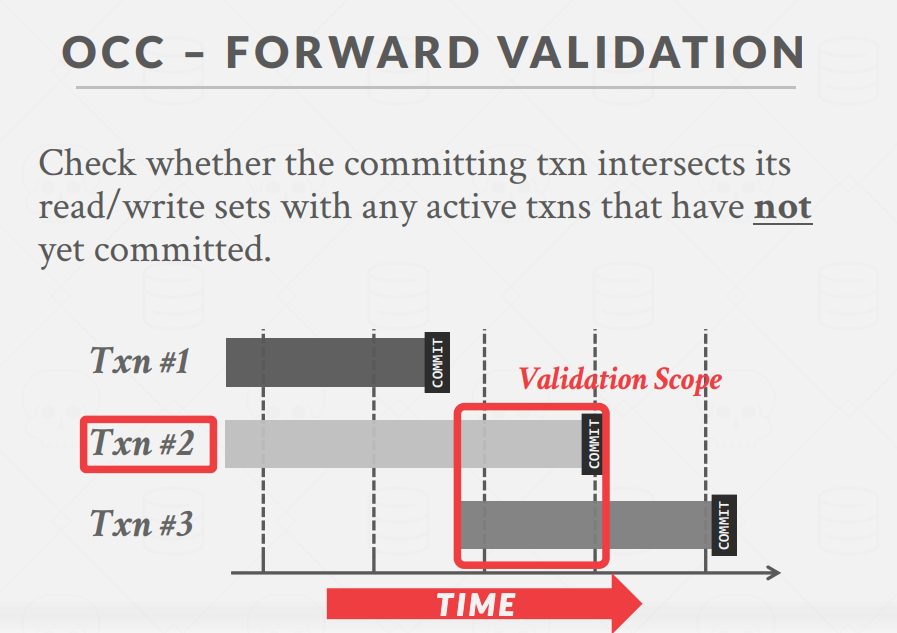 OCC – FORWARD VALIDATION
Check whether the committing txn intersects its
read/write sets with any active txns that have not
yet committed.
Txn #1
COMMIT
Validation Scope
Txn #2
COMMIT
Txn #3
COMMIT
TIME